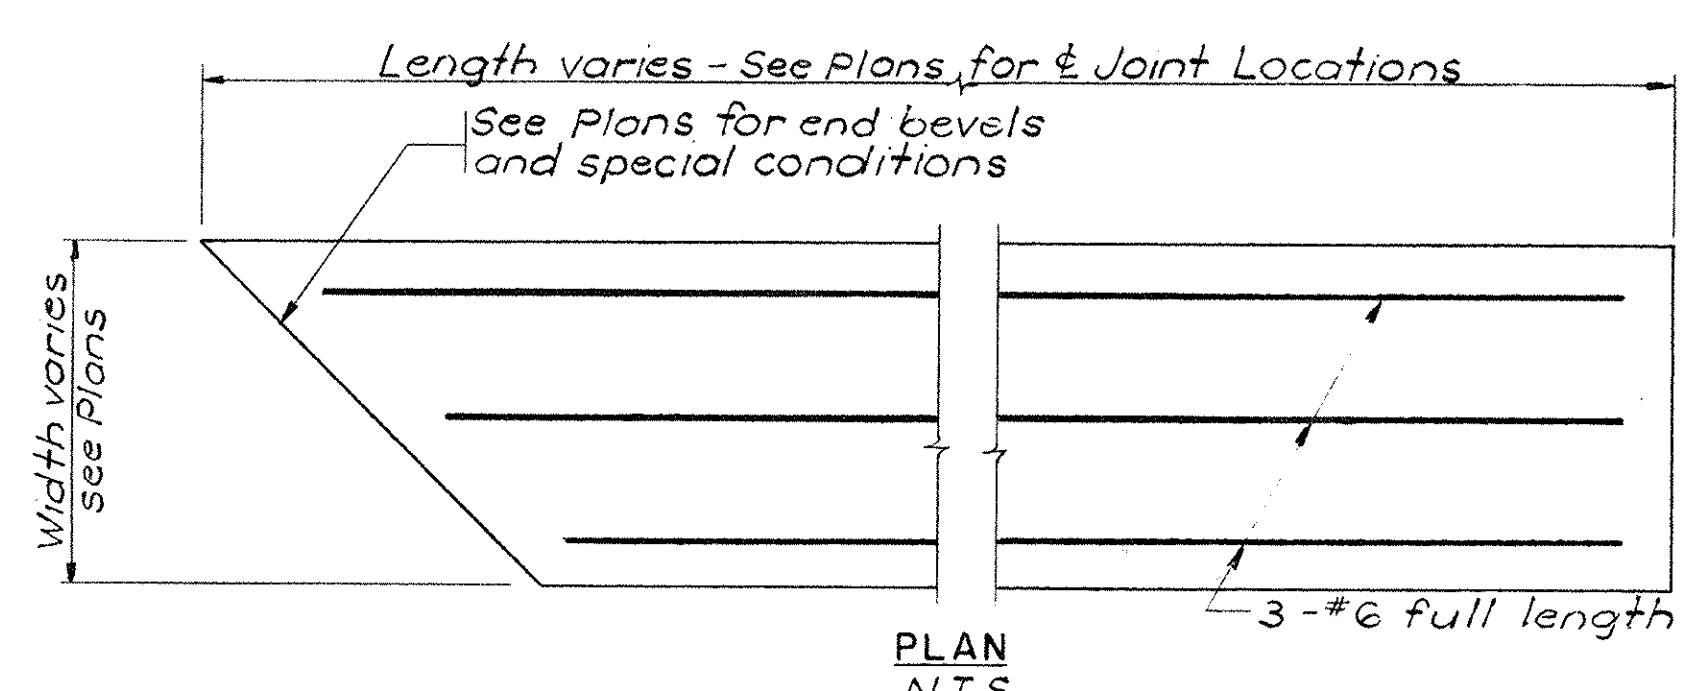 Length varies - See Plans for ℄ Joint Locations
See Plans for end bevels
and special conditions
Width varies
see Plans
3 - #6 full length
PLAN
N.T.S.